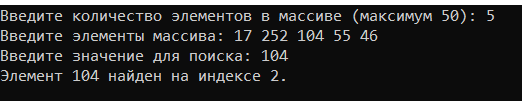 Введите количество элементов в массиве (максимум 50): 5
Введите элементы массива: 17 252 104 55 46
Введите значение для поиска: 104
Элемент 104 найден на индексе 2.